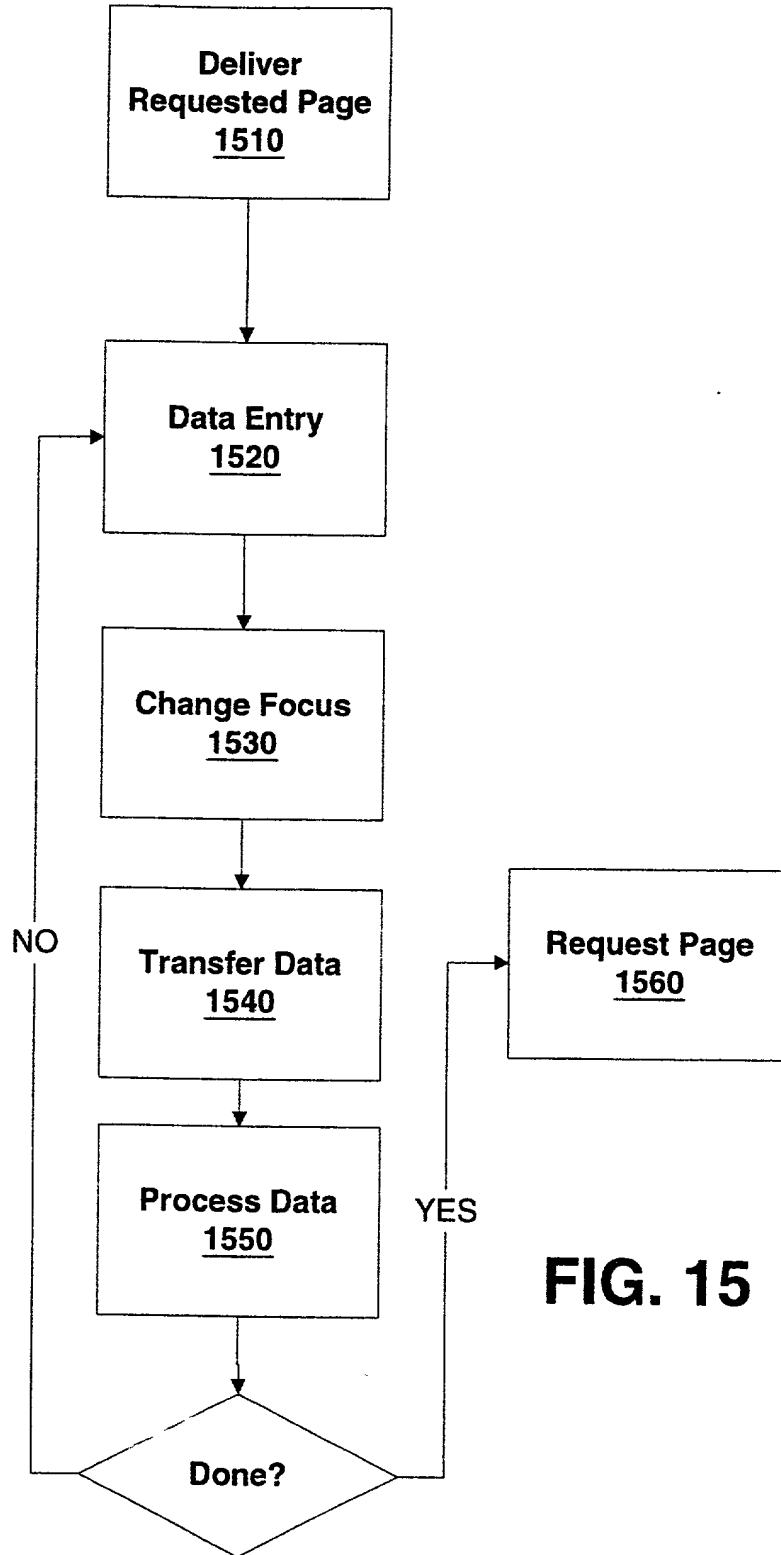 Deliver
Requested Page
1510
Data Entry
1520
Change Focus
1530
Transfer Data
1540
NO
Request Page
1560
Process Data
1550
YES
FIG. 15
Done?